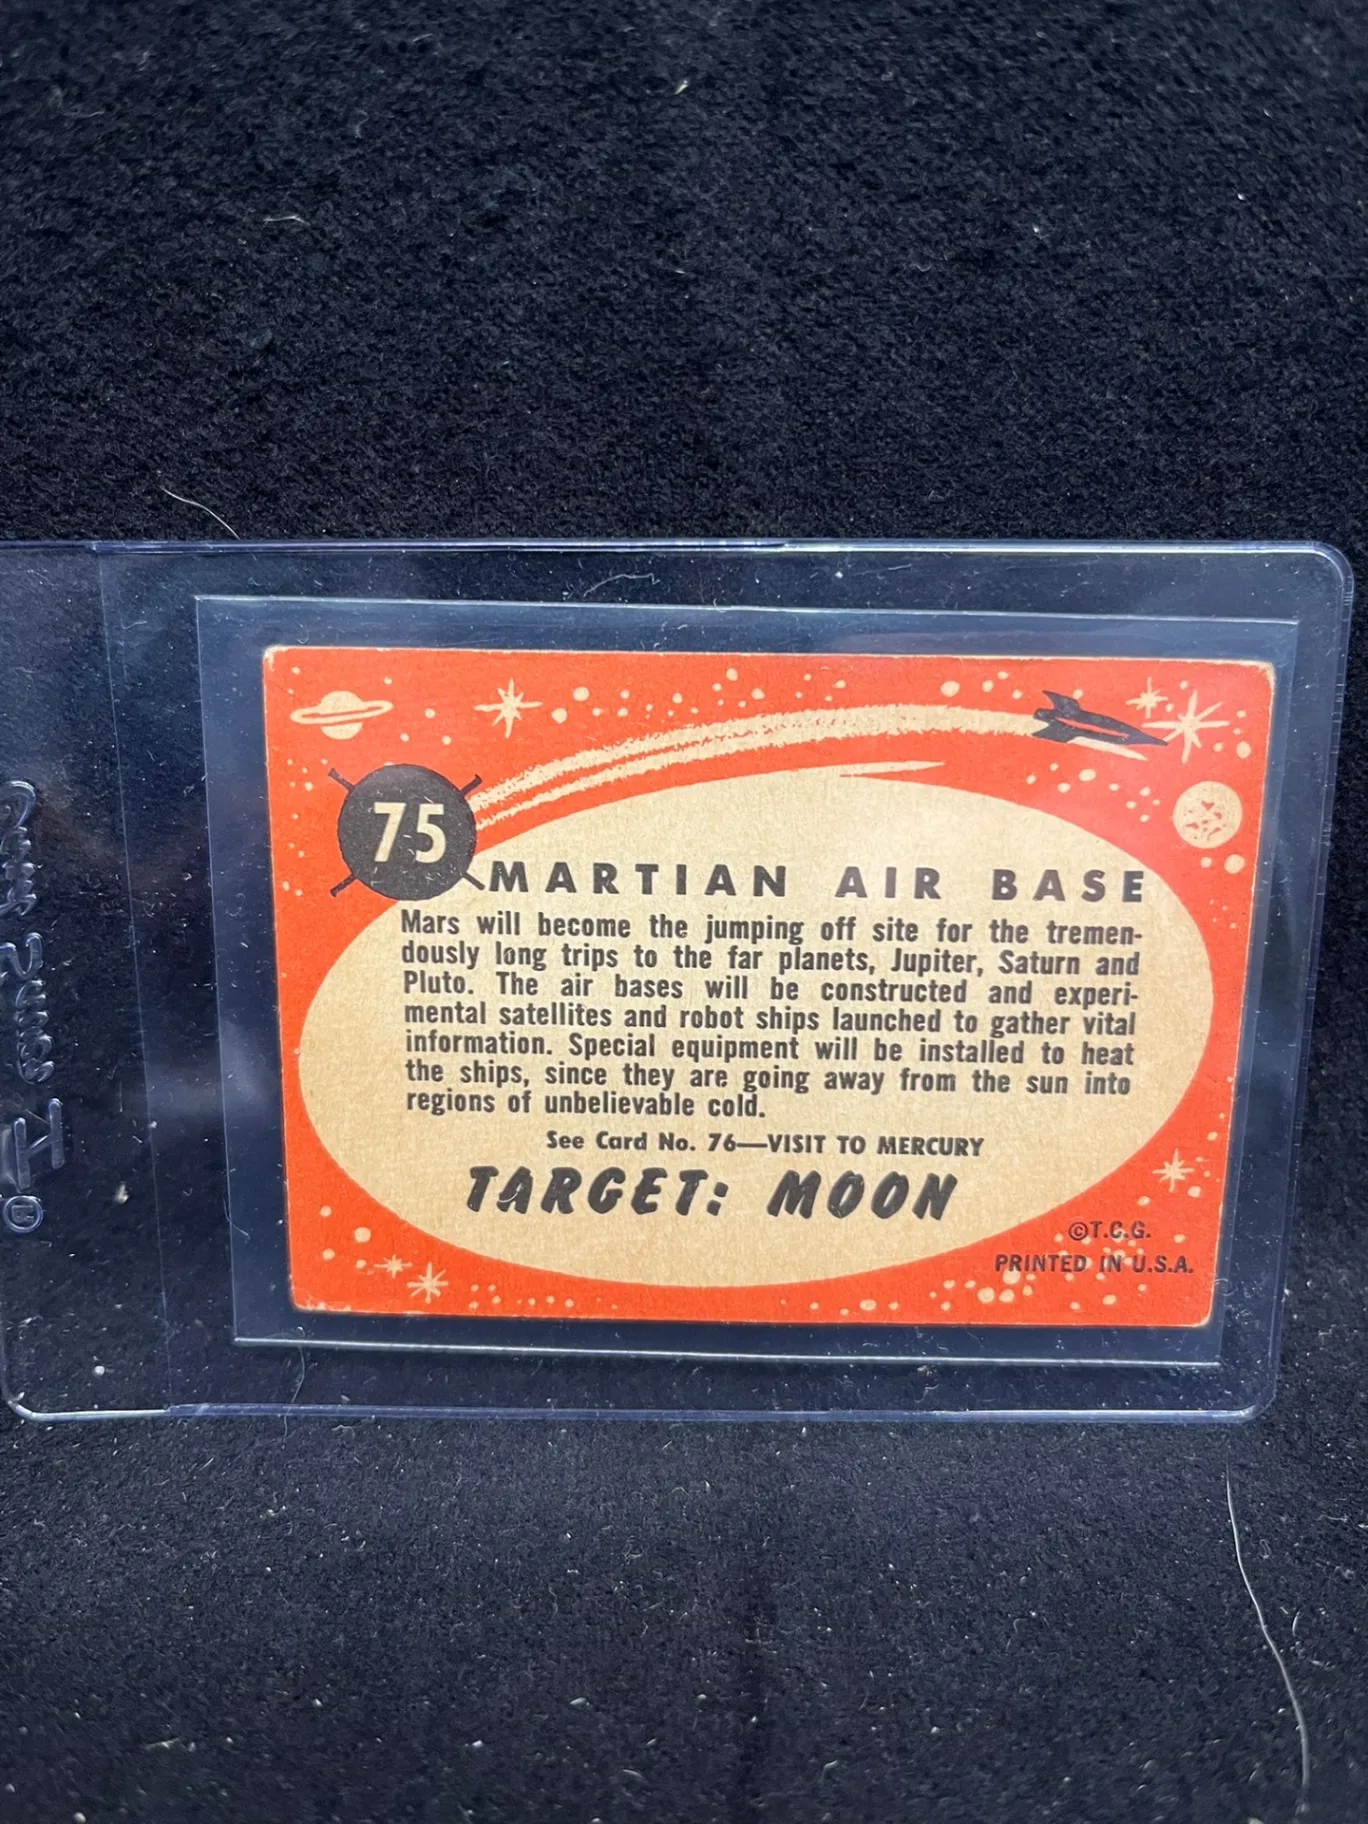 75
MARTIAN AIR BASE
Mars will become the jumping off site for the tremen-
dously long trips to the far planets, Jupiter, Saturn and
Pluto. The air bases will be constructed and experi-
mental satellites and robot ships launched to gather vital
information. Special equipment will be installed to heat
the ships, since they are going away from the sun into
regions of unbelievable cold.
See Card No. 76—VISIT TO MERCURY
TARGET: MOON
©T.C.G.
PRINTED IN U.S.A.